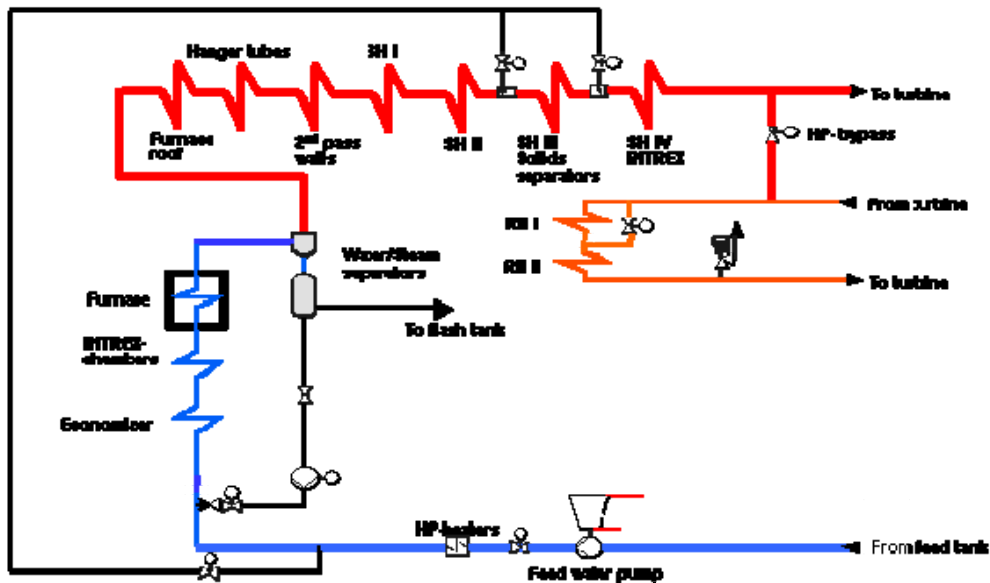 Hanger tubes
SH I
To turbine
Furnace
roof
2nd pass
walls
SH II
SH III
Solids
separators
SH IV
INTREX
HP-bypass
From turbine
RH I
RH II
To turbine
Water/Steam
separators
Furnase
To flash tank
INTREX-
chambers
Economizer
HP-heaters
From feed tank
Feed water pump